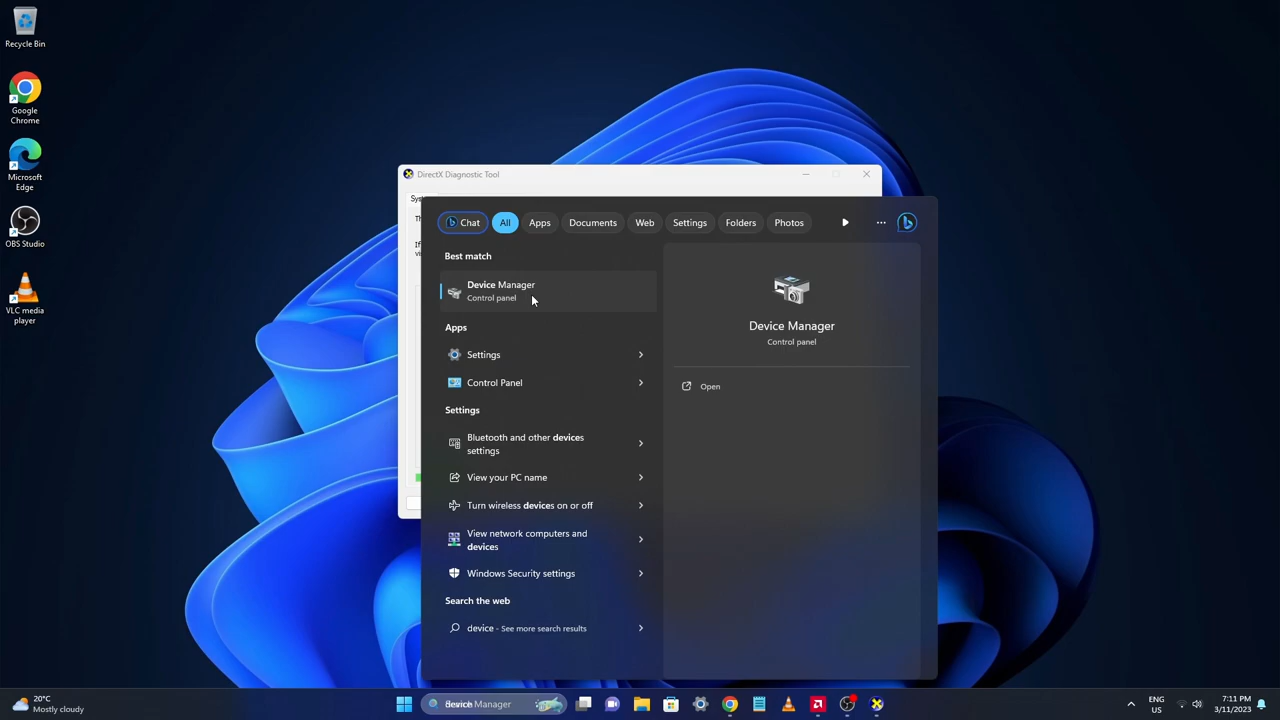 Recycle Bin
Google
Chrome
Microsoft
Edge
OBS Studio
VLC media
player
DirectX Diagnostic Tool
Chat
All
Apps
Documents
Web
Settings
Folders
Photos
Best match
Device Manager
Control panel
Apps
Settings
Control Panel
Settings
Bluetooth and other devices
settings
View your PC name
Turn wireless devices on or off
View network computers and
devices
Windows Security settings
Search the web
device - See more search results
Device Manager
Control panel
Open
20°C
Mostly cloudy
device Manager
ENG
US
7:11 PM
3/11/2023